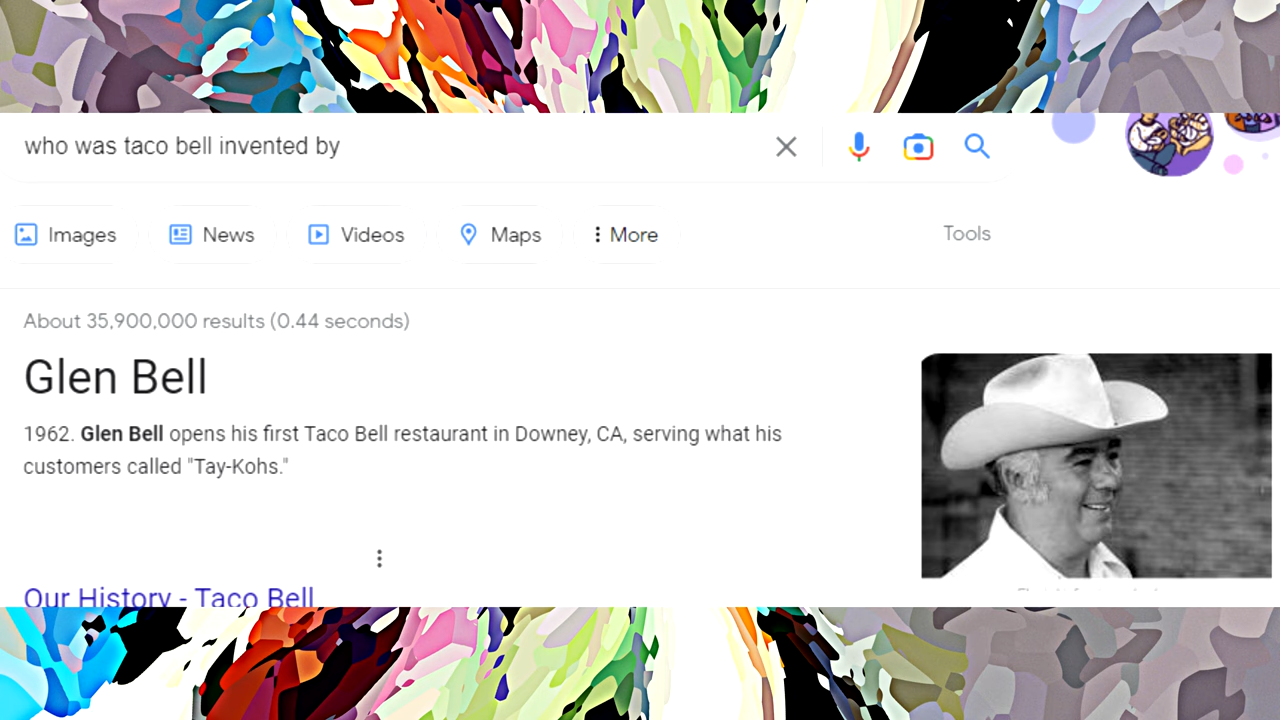 who was taco bell invented by
Images News Videos Maps More Tools
About 35,900,000 results (0.44 seconds)
Glen Bell
1962. Glen Bell opens his first Taco Bell restaurant in Downey, CA, serving what his
customers called "Tay-Kohs."
Our History - Taco Bell